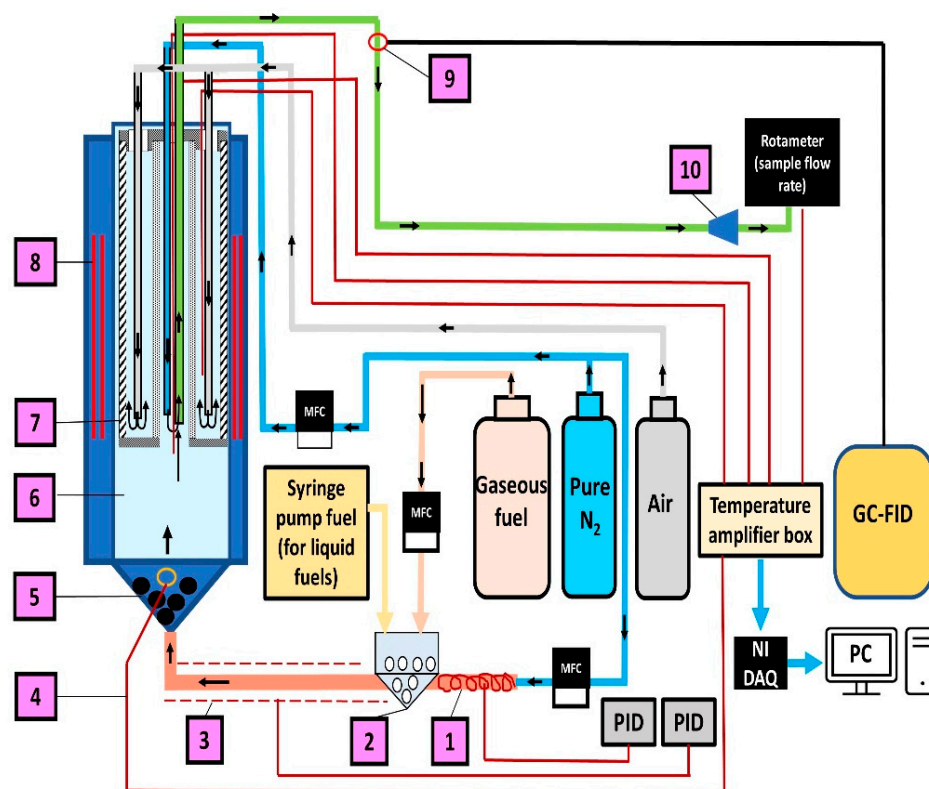 9
Rotameter
(sample flow
rate)
10
8
7
MFC
6
Syringe
pump fuel
(for liquid
fuels)
MFC
Gaseous
fuel
Pure
N2
Air
Temperature
amplifier box
GC-FID
5
4
3
2
1
MFC
PID
PID
NI
DAQ
PC